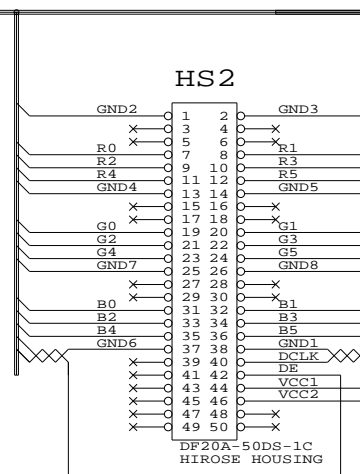 HS2
GND2 1 2 GND3
3 4
5 6
R0 7 8 R1
R2 9 10 R3
R4 11 12 R5
GND4 13 14 GND5
15 16
17 18
G0 19 20 G1
G2 21 22 G3
G4 23 24 G5
GND7 25 26 GND8
27 28
29 30
B0 31 32 B1
B2 33 34 B3
B4 35 36 B5
GND6 37 38 GND1
39 40 DCLK
41 42 DE
43 44 VCC1
45 46 VCC2
47 48
49 50
DF20A-50DS-1C
HIROSE HOUSING